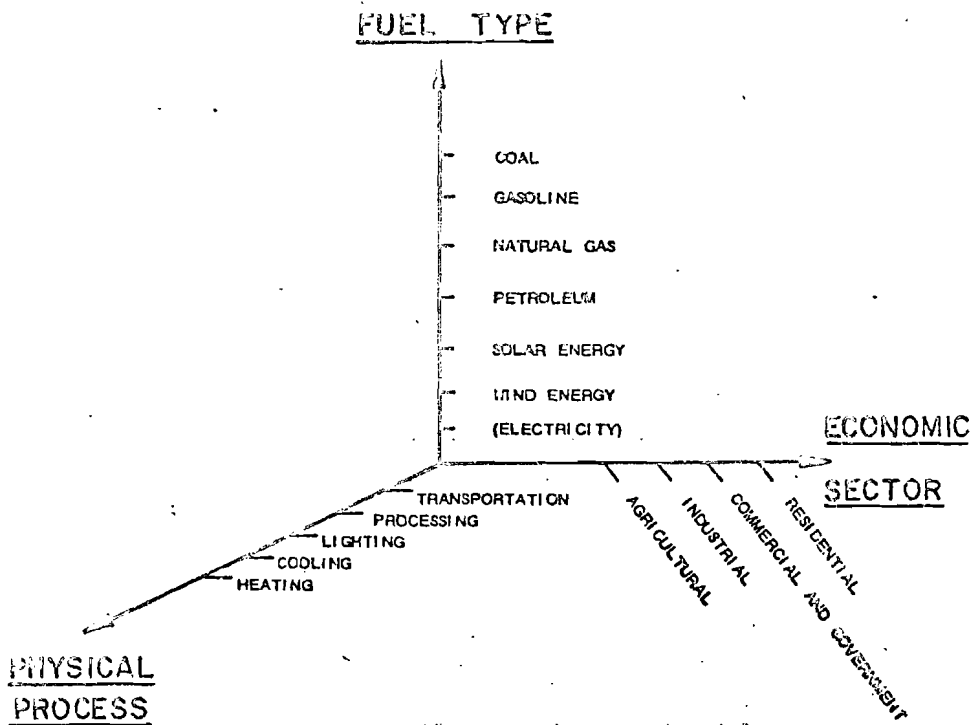 FUEL TYPE
COAL
GASOLINE
NATURAL GAS
PETROLEUM
SOLAR ENERGY
WIND ENERGY
(ELECTRICITY)
ECONOMIC
SECTOR
AGRICULTURAL
INDUSTRIAL
COMMERCIAL AND GOVERNMENT
RESIDENTIAL
TRANSPORTATION
PROCESSING
LIGHTING
COOLING
HEATING
PHYSICAL
PROCESS